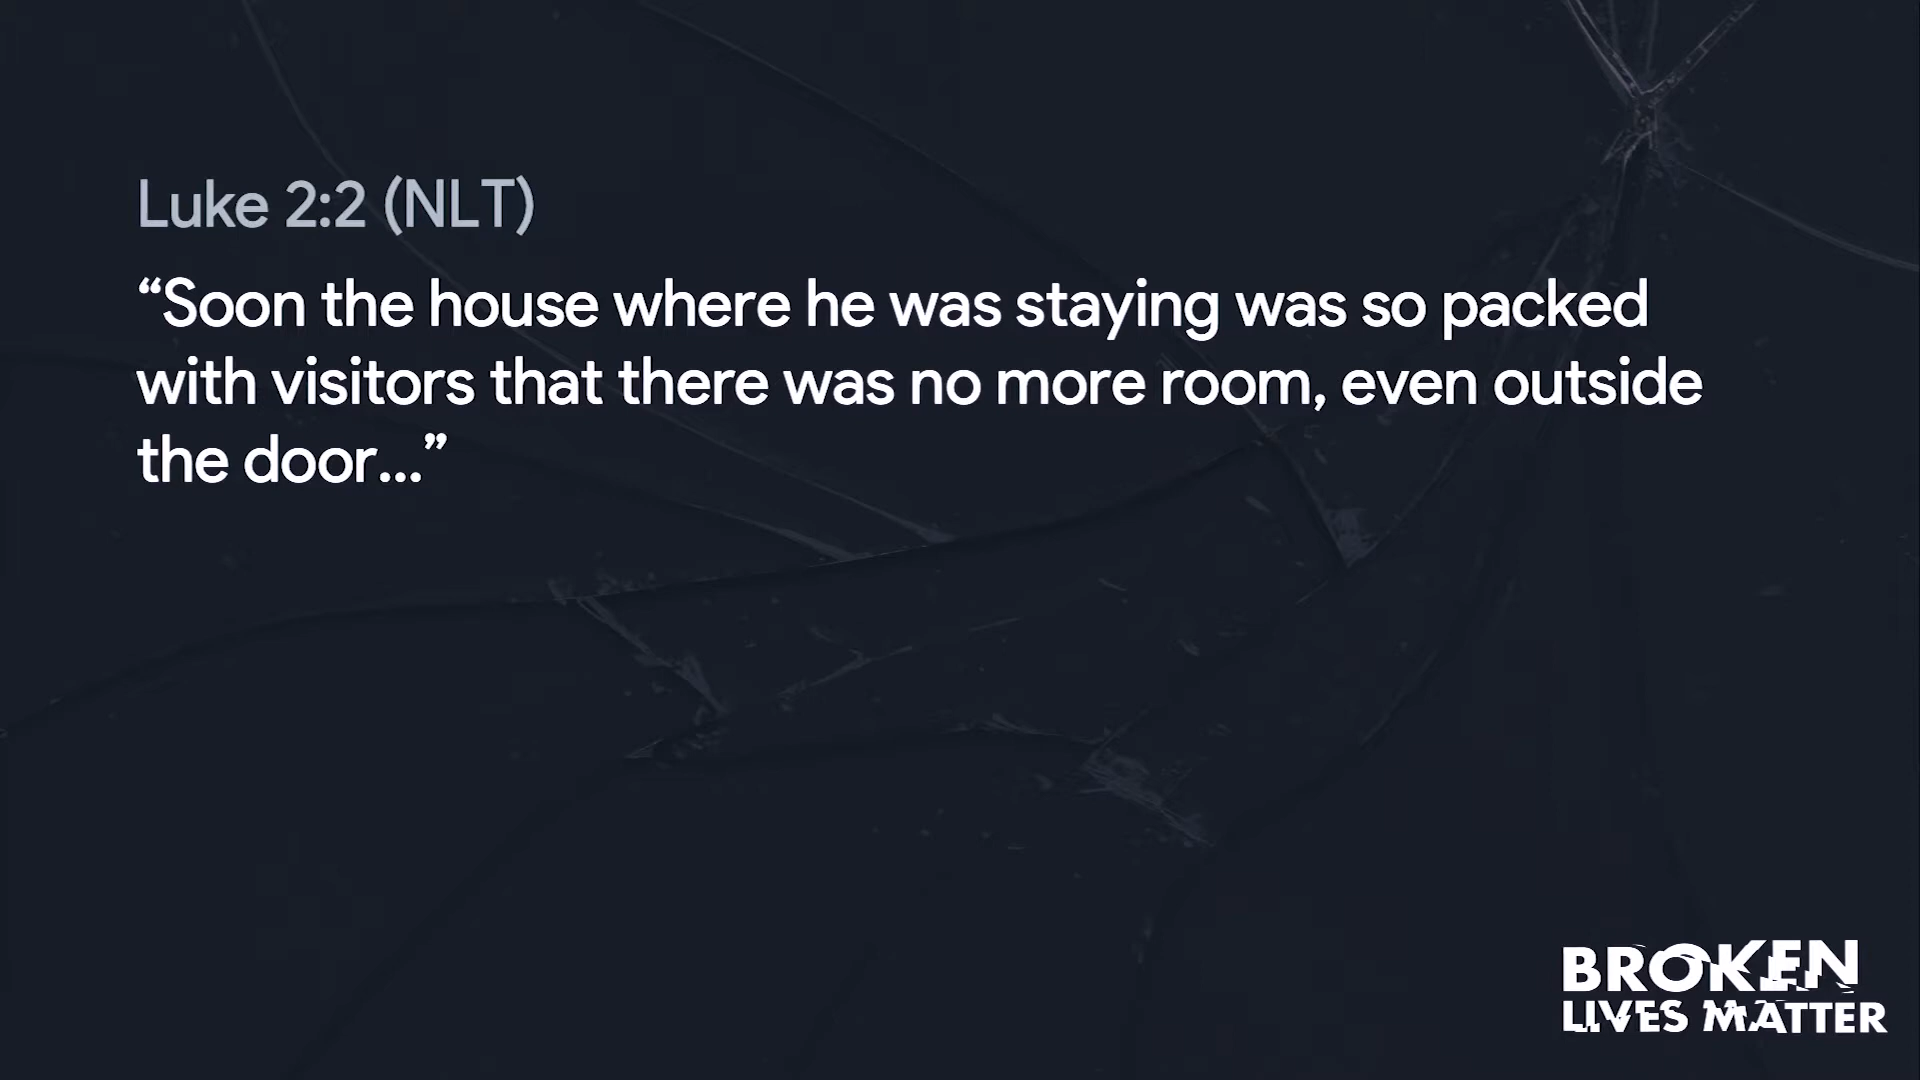 Luke 2:2 (NLT)
“Soon the house where he was staying was so packed
with visitors that there was no more room, even outside
the door...”
BROKEN
LIVES MATTER